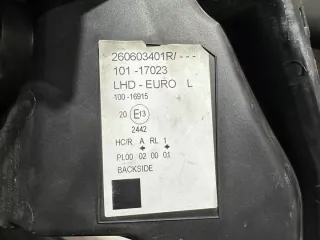 260603401R/---
101 -17023
LHD - EURO L
100 -16915
20 E13
2442
HC/R A RL 1
PL00 02 00 01
BACKSIDE